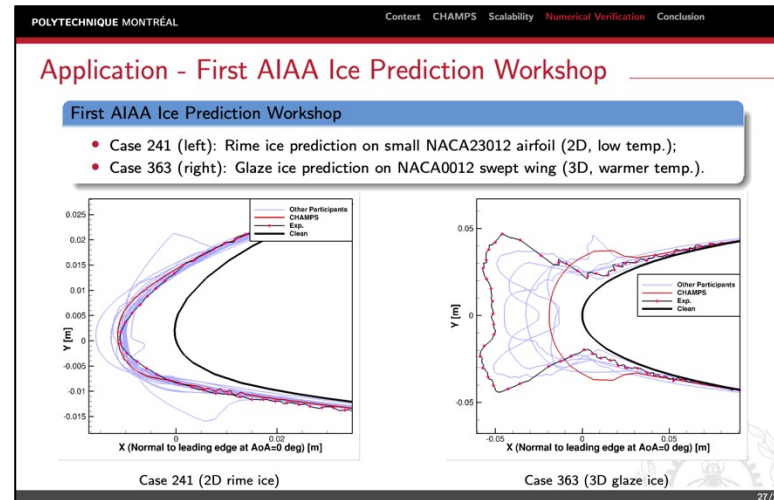 POLYTECHNIQUE MONTRÉAL
Context CHAMPS Scalability Numerical Verification Conclusion
Application - First AIAA Ice Prediction Workshop
First AIAA Ice Prediction Workshop
• Case 241 (left): Rime ice prediction on small NACA23012 airfoil (2D, low temp.);
• Case 363 (right): Glaze ice prediction on NACA0012 swept wing (3D, warmer temp.).
Other Participants
CHAMPS
Exp.
Clean
0.025
0.02
0.015
0.01
0.005
0
-0.005
-0.01
-0.015
Y [m]
0 0.02
X (Normal to leading edge at AoA=0 deg) [m]
Case 241 (2D rime ice)
Other Participants
CHAMPS
Exp.
Clean
0.05
0
-0.05
Y [m]
-0.05 0 0.05
X (Normal to leading edge at AoA=0 deg) [m]
Case 363 (3D glaze ice)
27/